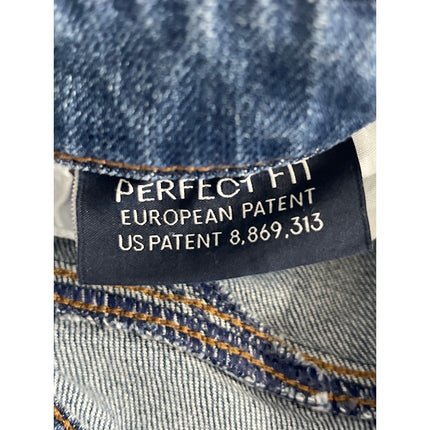 PERFECT FIT
EUROPEAN PATENT
US PATENT 8,869,313